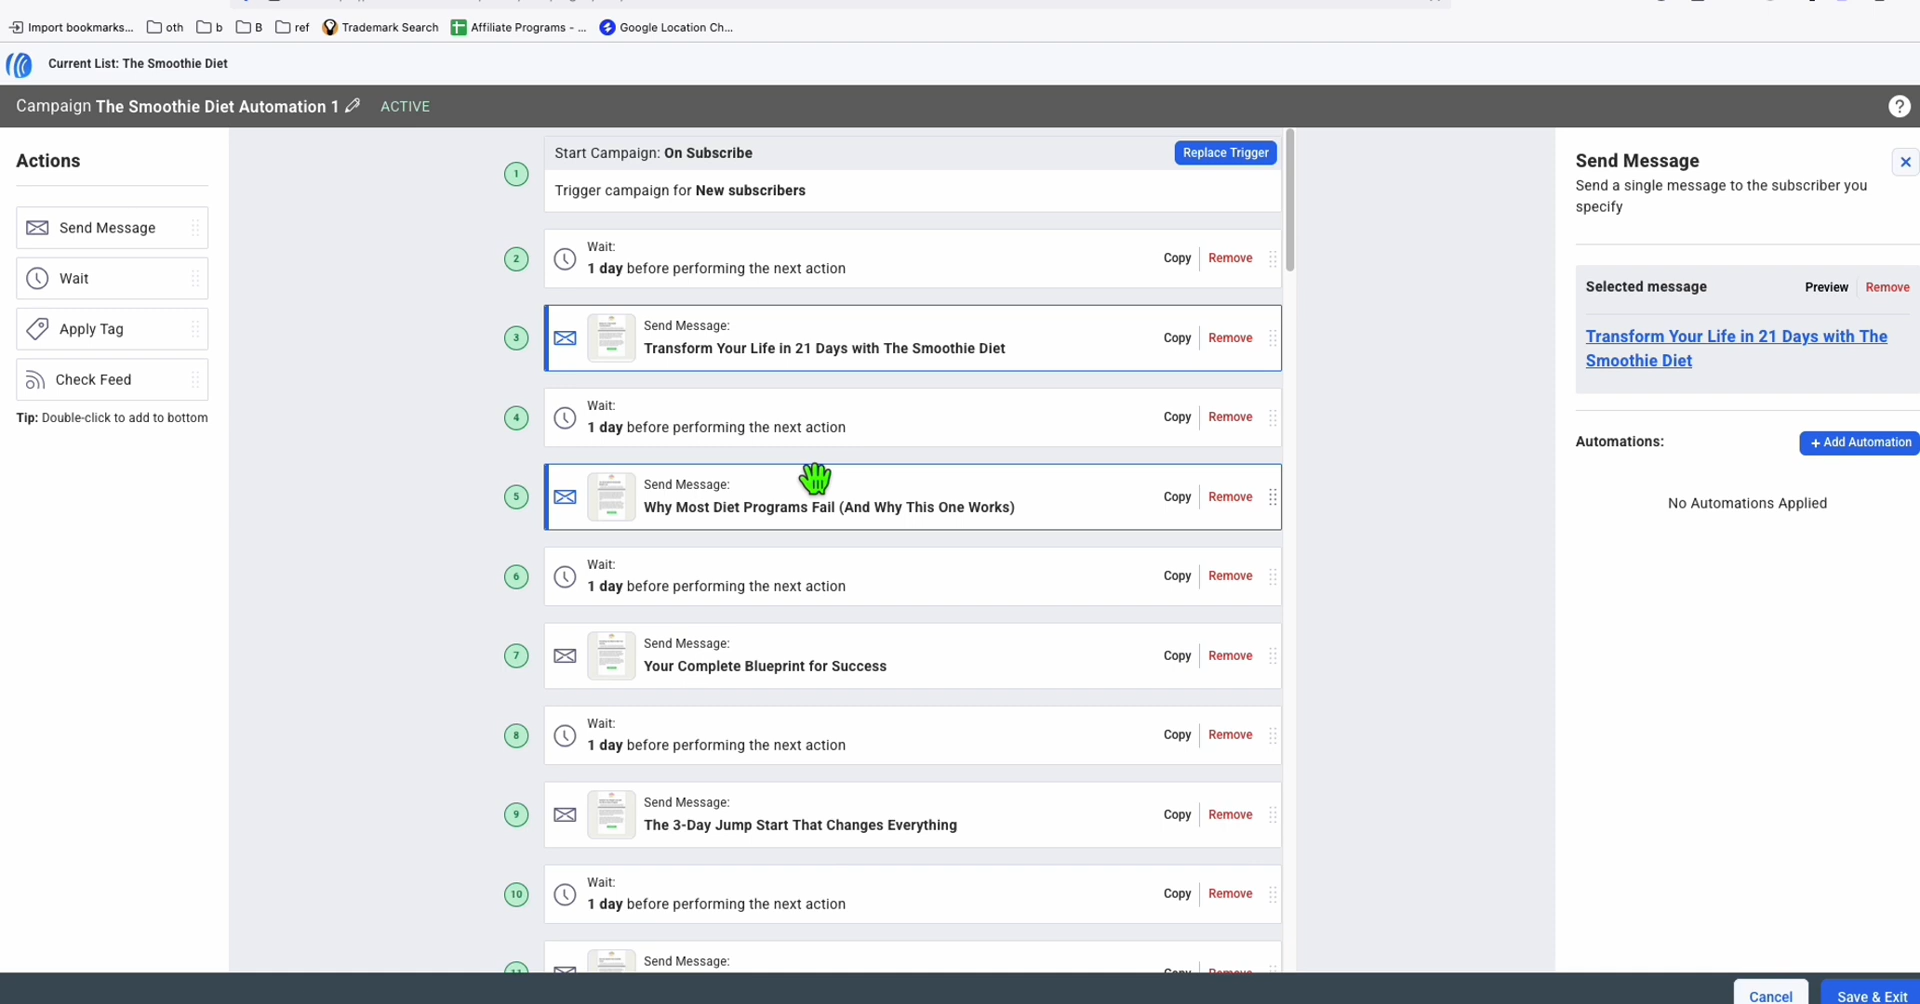 Import bookmarks...
oth
b
B
ref
Trademark Search
Affiliate Programs - ...
Google Location Ch...
Current List: The Smoothie Diet
Campaign The Smoothie Diet Automation 1
ACTIVE
?
Actions
Send Message
Wait
Apply Tag
Check Feed
Tip: Double-click to add to bottom
1
Start Campaign: On Subscribe
Replace Trigger
Trigger campaign for New subscribers
2
Wait:
1 day before performing the next action
Copy
Remove
3
Send Message:
Transform Your Life in 21 Days with The Smoothie Diet
Copy
Remove
4
Wait:
1 day before performing the next action
Copy
Remove
5
Send Message:
Why Most Diet Programs Fail (And Why This One Works)
Copy
Remove
6
Wait:
1 day before performing the next action
Copy
Remove
7
Send Message:
Your Complete Blueprint for Success
Copy
Remove
8
Wait:
1 day before performing the next action
Copy
Remove
9
Send Message:
The 3-Day Jump Start That Changes Everything
Copy
Remove
10
Wait:
1 day before performing the next action
Copy
Remove
11
Send Message:
Copy
Remove
Send Message
Send a single message to the subscriber you
specify
Selected message
Preview
Remove
Transform Your Life in 21 Days with The
Smoothie Diet
Automations:
+ Add Automation
No Automations Applied
Cancel
Save & Exit